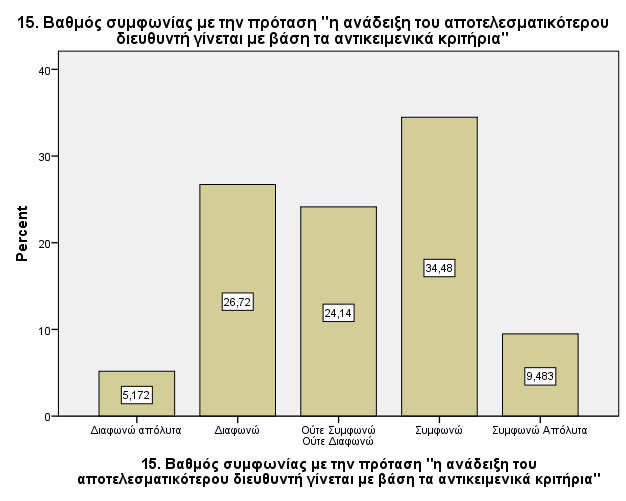 15. Βαθμός συμφωνίας με την πρόταση "η ανάδειξη του αποτελεσματικότερου
διευθυντή γίνεται με βάση τα αντικειμενικά κριτήρια"
40
30
20
10
0
Percent
5,172
26,72
24,14
34,48
9,483
Διαφωνώ απόλυτα
Διαφωνώ
Ούτε Συμφωνώ
Ούτε Διαφωνώ
Συμφωνώ
Συμφωνώ Απόλυτα
15. Βαθμός συμφωνίας με την πρόταση "η ανάδειξη του
αποτελεσματικότερου διευθυντή γίνεται με βάση τα αντικειμενικά κριτήρια"